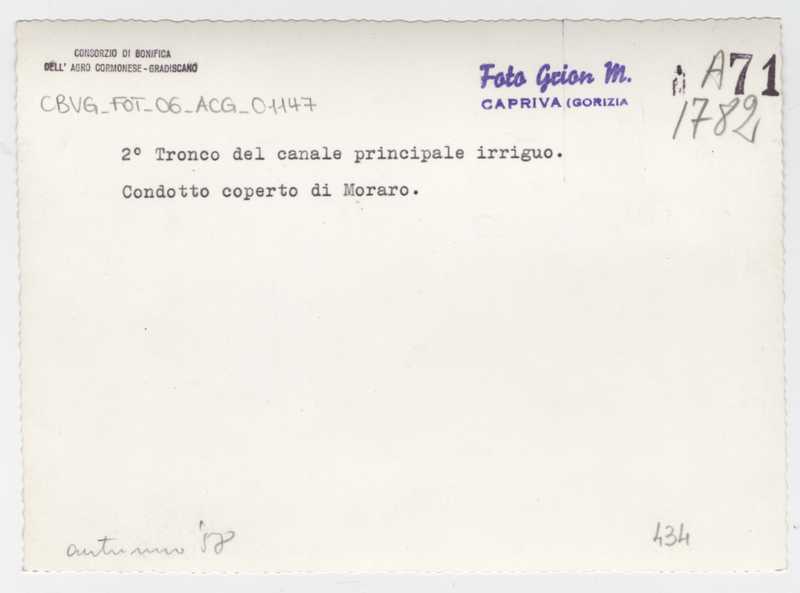 CONSORZIO DI BONIFICA
DELL' AGRO CORMONESE-GRADISCANO
CBVG_FOT_06_ACG_01147
Foto Grion M.
CAPRIVA (GORIZIA
A71
1782
2° Tronco del canale principale irriguo.
Condotto coperto di Moraro.
autunno '58
434